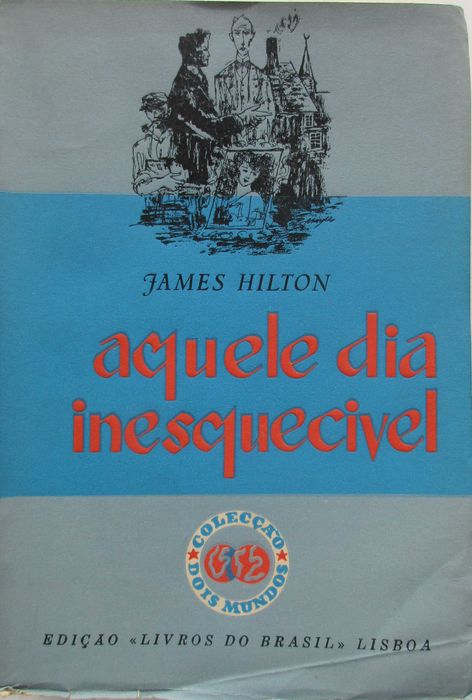 JAMES HILTON
aquele dia
inesquecivel
COLECÇÃO
DOIS MUNDOS
EDIÇÃO «LIVROS DO BRASIL» LISBOA